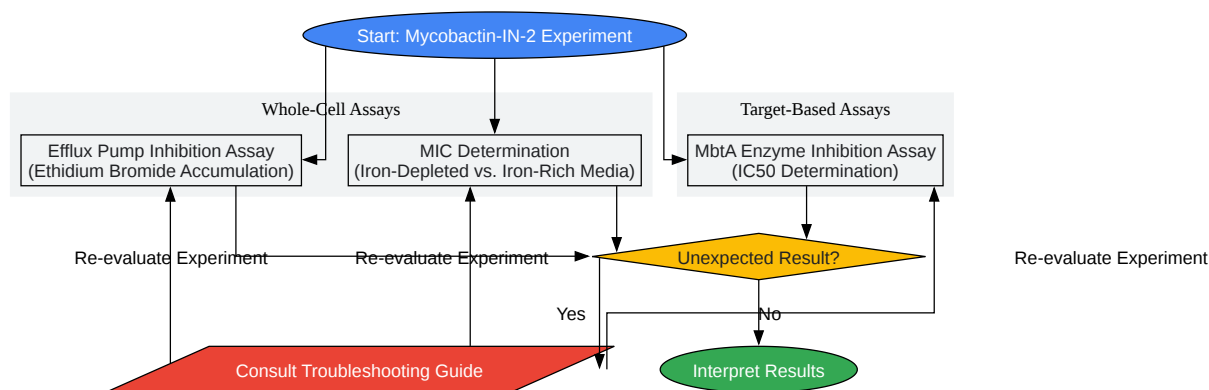 Start: Mycobactin-IN-2 Experiment
Whole-Cell Assays
Target-Based Assays
Efflux Pump Inhibition Assay
(Ethidium Bromide Accumulation)
MIC Determination
(Iron-Depleted vs. Iron-Rich Media)
MbtA Enzyme Inhibition Assay
(IC50 Determination)
Re-evaluate Experiment
Re-evaluate Experiment
Unexpected Result?
Re-evaluate Experiment
Yes
No
Consult Troubleshooting Guide
Interpret Results